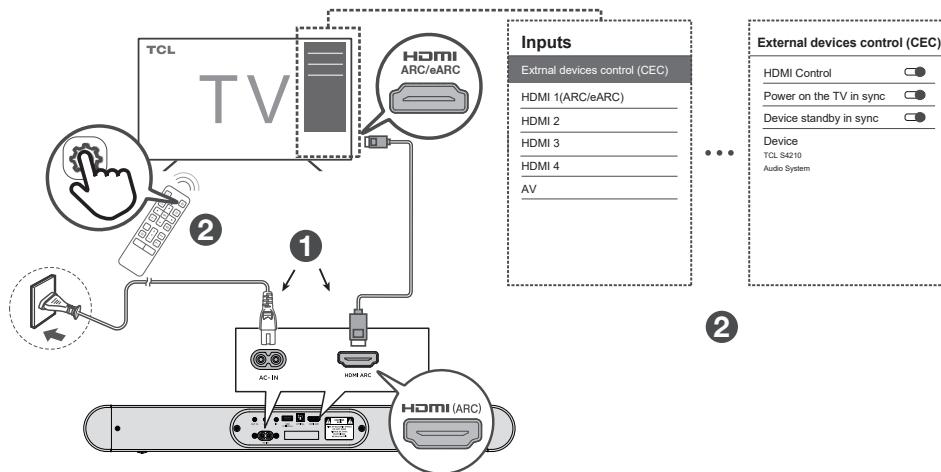 TCL
TV
HDMI
ARC/eARC
Inputs
Extrnal devices control (CEC)
HDMI 1(ARC/eARC)
HDMI 2
HDMI 3
HDMI 4
AV
...
External devices control (CEC)
HDMI Control
Power on the TV in sync
Device standby in sync
Device
TCL S4210
Audio System
2
1
2
AC- IN
HDMI ARC
HDMI (ARC)